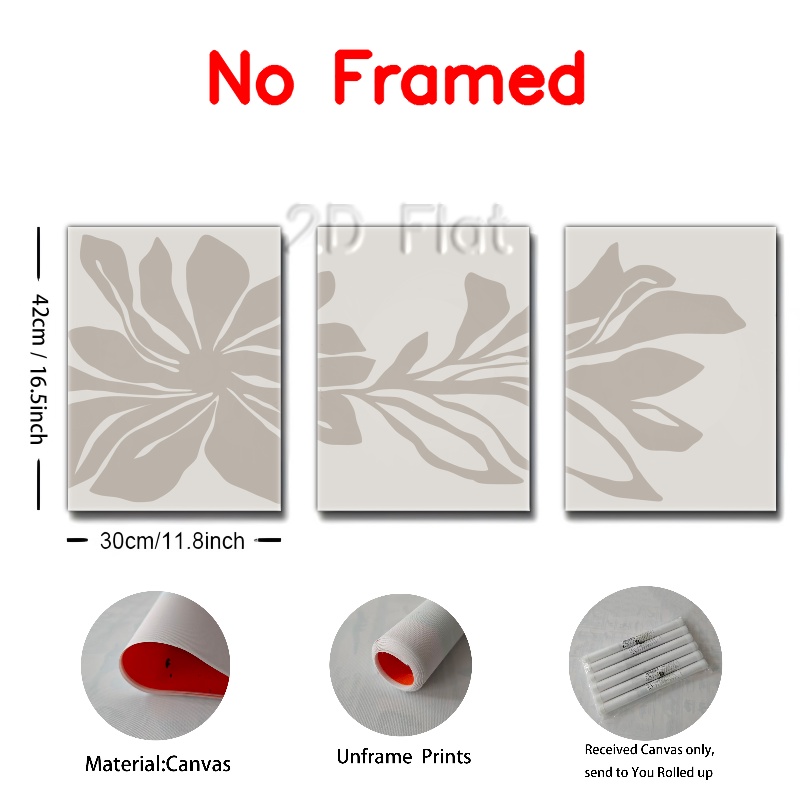 No Framed
2.D Flat
42cm / 16.5inch
30cm/11.8inch
Material:Canvas
Unframe Prints
Received Canvas only,
send to You Rolled up